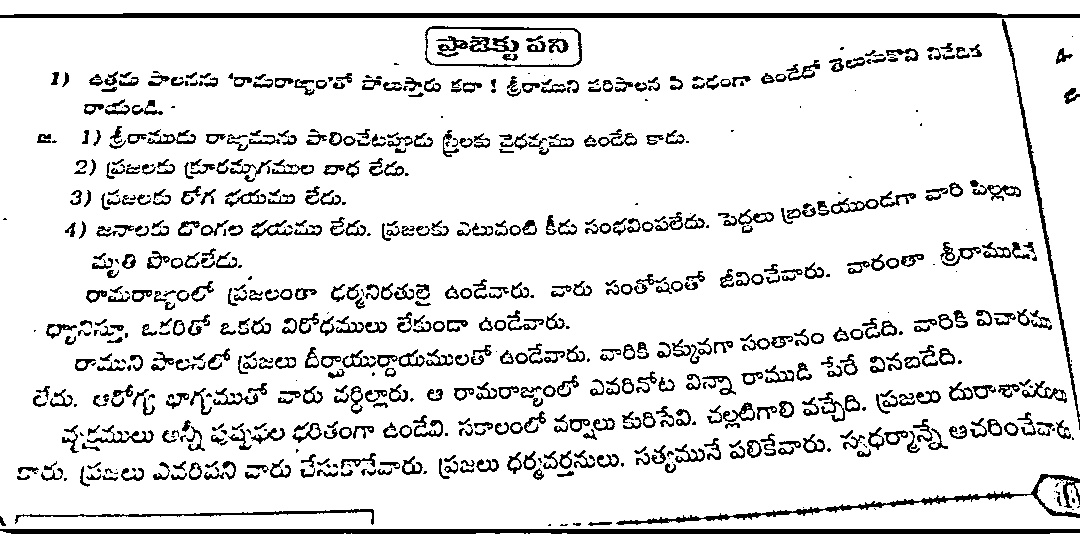 ప్రాజెక్టు పని
1) ఉత్తమ పాలనను 'రామరాజ్యం'తో పోలుస్తారు కదా ! శ్రీరాముని పరిపాలన ఏ విధంగా ఉండేదో తెలుసుకొని నివేదిక
రాయండి.
జ. 1) శ్రీరాముడు రాజ్యమును పాలించేటప్పుడు స్త్రీలకు వైధవ్యము ఉండేది కాదు.
2) ప్రజలకు క్రూరమృగముల బాధ లేదు.
3) ప్రజలకు రోగ భయము లేదు.
4) జనాలకు దొంగల భయము లేదు. ప్రజలకు ఎటువంటి కీడు సంభవింపలేదు. పెద్దలు బ్రతికియుండగా వారి పిల్లలు
మృతి పొందలేదు.
రామరాజ్యంలో ప్రజలంతా ధర్మనిరతులై ఉండేవారు. వారు సంతోషంతో జీవించేవారు. వారంతా శ్రీరాముడినే
ధ్యానిస్తూ, ఒకరితో ఒకరు విరోధములు లేకుండా ఉండేవారు.
రాముని పాలనలో ప్రజలు దీర్ఘాయుర్దాయములతో ఉండేవారు. వారికి ఎక్కువగా సంతానం ఉండేది. వారికి విచారము
లేదు. ఆరోగ్య భాగ్యముతో వారు వర్ధిల్లారు. ఆ రామరాజ్యంలో ఎవరినోట విన్నా రాముడి పేరే వినబడేది.
వృక్షములు అన్నీ పుష్పఫల భరితంగా ఉండేవి. సకాలంలో వర్షాలు కురిసేవి. చల్లటిగాలి వచ్చేది. ప్రజలు దురాశాపరులు
కారు. ప్రజలు ఎవరిపని వారు చేసుకొనేవారు. ప్రజలు ధర్మవర్తనులు. సత్యమునే పలికేవారు. స్వధర్మాన్నే ఆచరించేవారు.